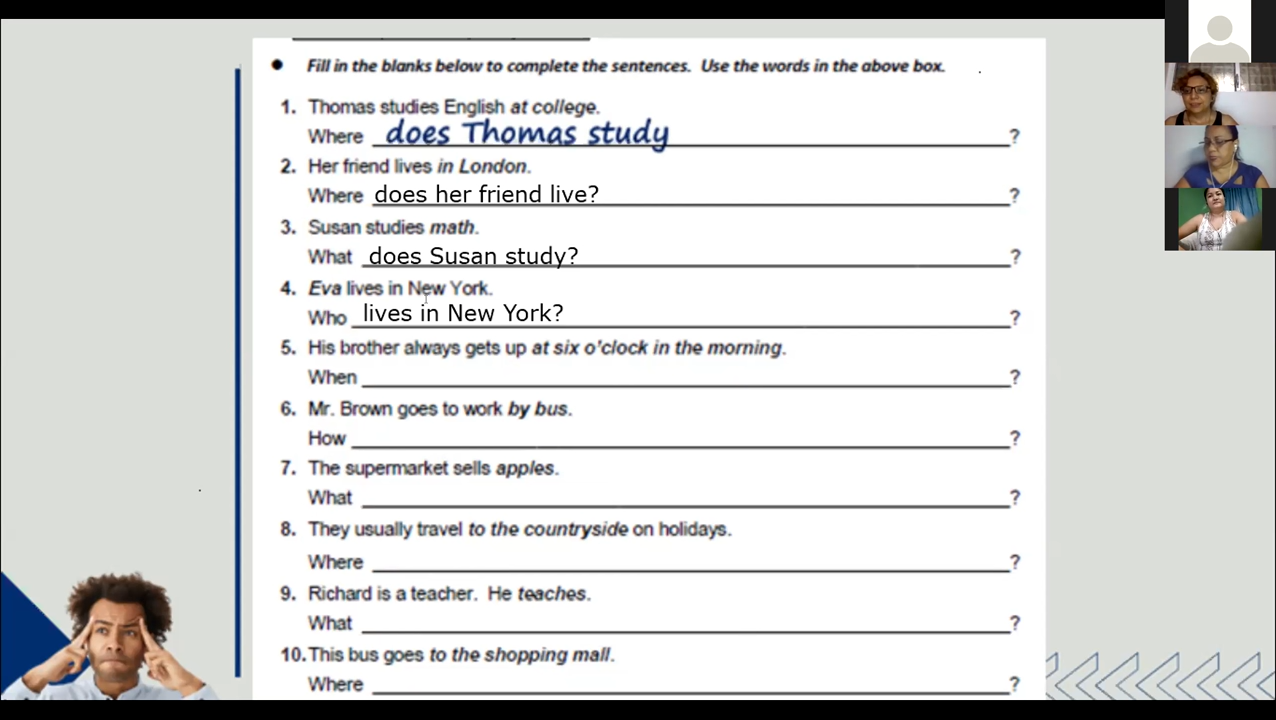 Fill in the blanks below to complete the sentences. Use the words in the above box.
1. Thomas studies English at college.
Where does Thomas study ?
2. Her friend lives in London.
Where does her friend live? ?
3. Susan studies math.
What does Susan study? ?
4. Eva lives in New York.
Who lives in New York? ?
5. His brother always gets up at six o'clock in the morning.
When ?
6. Mr. Brown goes to work by bus.
How ?
7. The supermarket sells apples.
What ?
8. They usually travel to the countryside on holidays.
Where ?
9. Richard is a teacher. He teaches.
What ?
10. This bus goes to the shopping mall.
Where ?